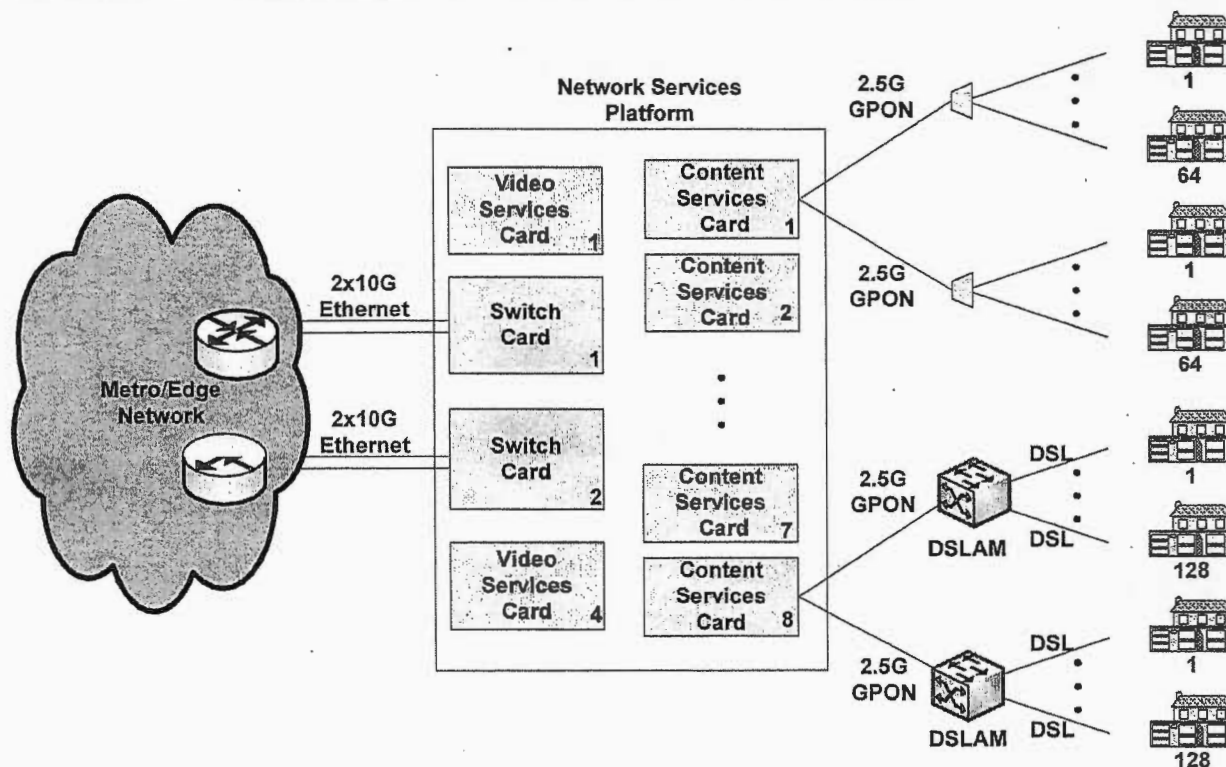 Network Services
Platform
Video
Services
Card
1
Content
Services
Card
1
2.5G
GPON
1
64
2x10G
Ethernet
Switch
Card
1
Content
Services
Card
2
2.5G
GPON
1
64
Metro/Edge
Network
2x10G
Ethernet
Switch
Card
2
Content
Services
Card
7
2.5G
GPON
DSLAM
DSL
1
DSL
128
Video
Services
Card
4
Content
Services
Card
8
2.5G
GPON
DSLAM
DSL
1
DSL
128